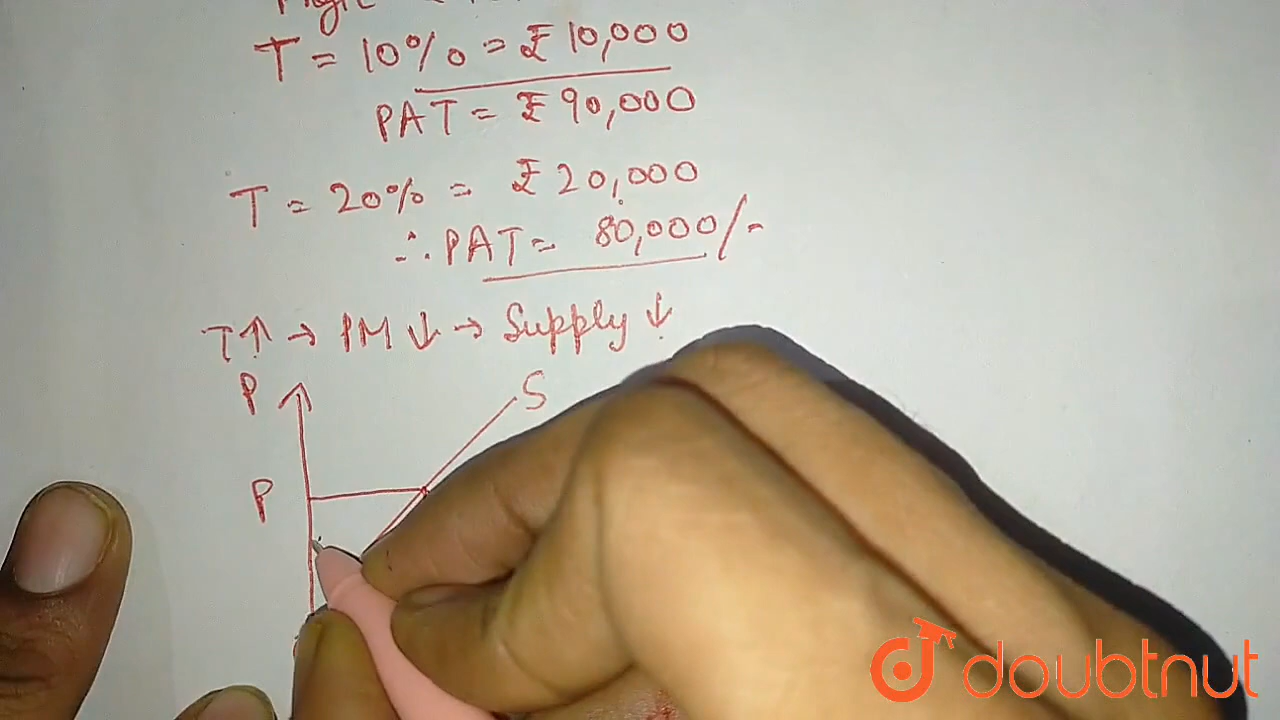 T = 10% = ₹ 10,000
PAT = ₹ 90,000
T = 20% = ₹ 20,000
∴ PAT = 80,000/-
T↑ → PM ↓ → Supply ↓
P
S
P
doubtnut